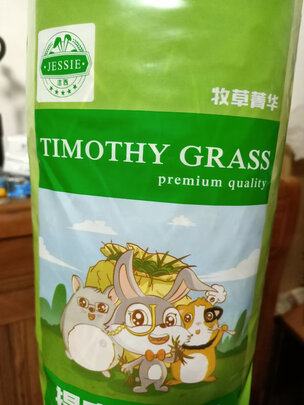 JESSIE
洁西
牧草菁华
TIMOTHY GRASS
premium quality